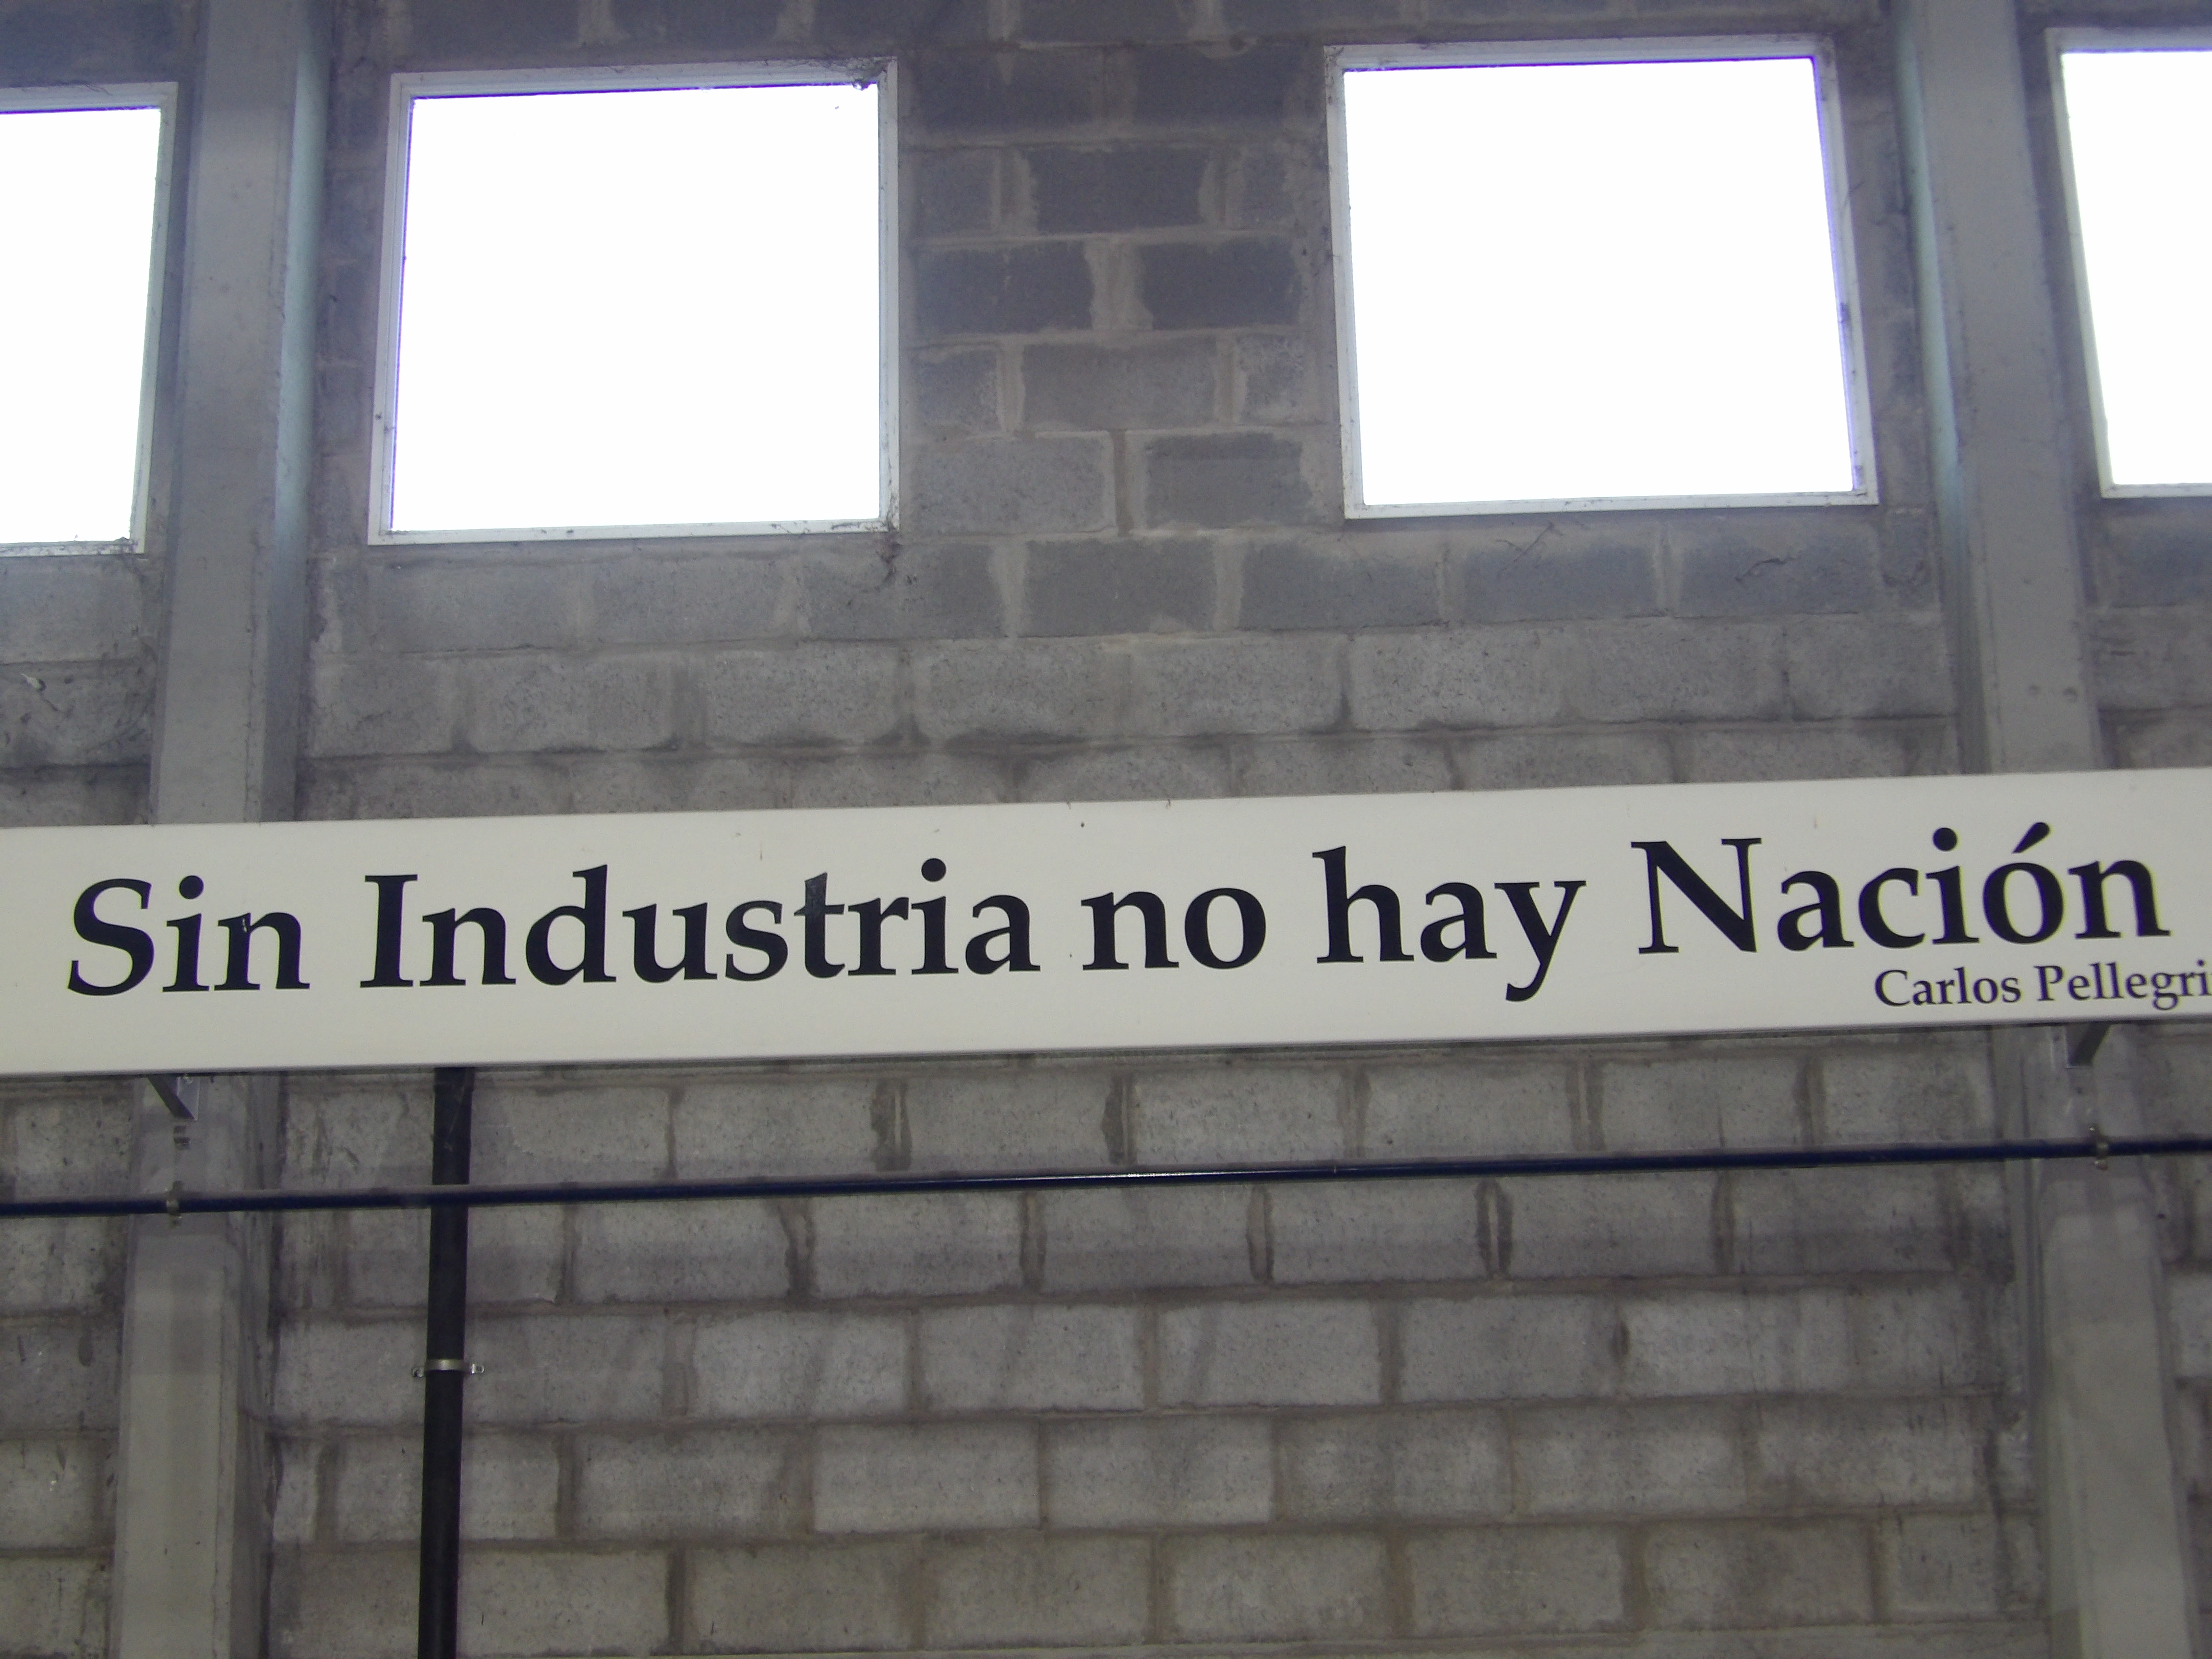 Sin Industria no hay Nación
Carlos Pellegri